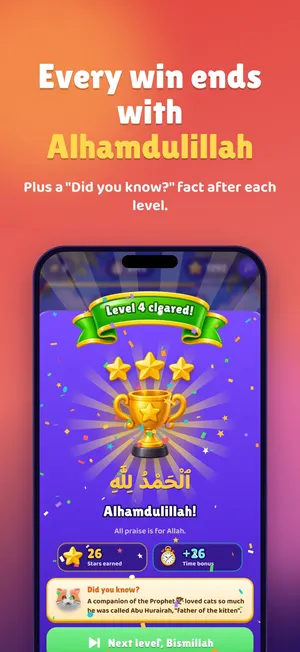 Every win ends
with
Alhamdulillah
Plus a "Did you know?" fact after each
level.
Level 4 cleared!
ٱلْحَمْدُ لِلَّٰهِ
Alhamdulillah!
All praise is for Allah.
26
Stars earned
+26
Time bonus
Did you know?
A companion of the Prophet ﷺ loved cats so much
he was called Abu Hurairah, "father of the kitten".
Next level, Bismillah